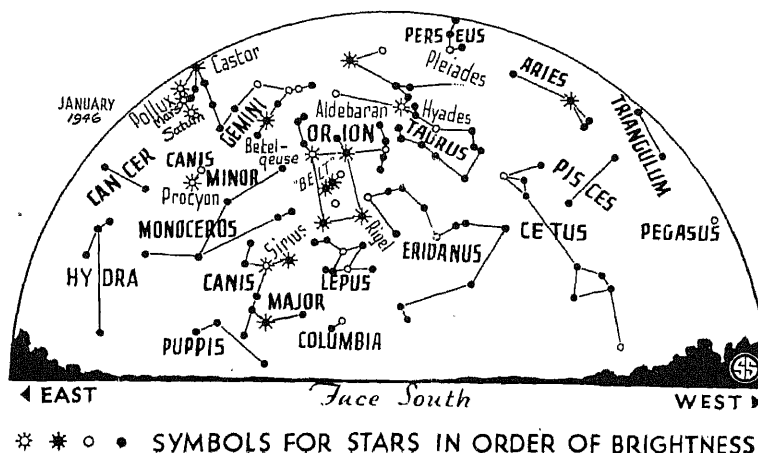 PERSEUS
Castor
Pleiades
ARIES
JANUARY
1946
Pollux
Mars
Saturn
GEMINI
Aldebaran
Hyades
TAURUS
TRIANGULUM
ORION
Betel-
geuse
CANCER
CANIS
MINOR
Procyon
"BELT"
PISCES
MONOCEROS
Sirius
Rigel
ERIDANUS
CETUS
PEGASUS
HYDRA
CANIS
MAJOR
LEPUS
PUPPIS
COLUMBIA
SS
EAST
Face South
WEST
SYMBOLS FOR STARS IN ORDER OF BRIGHTNESS